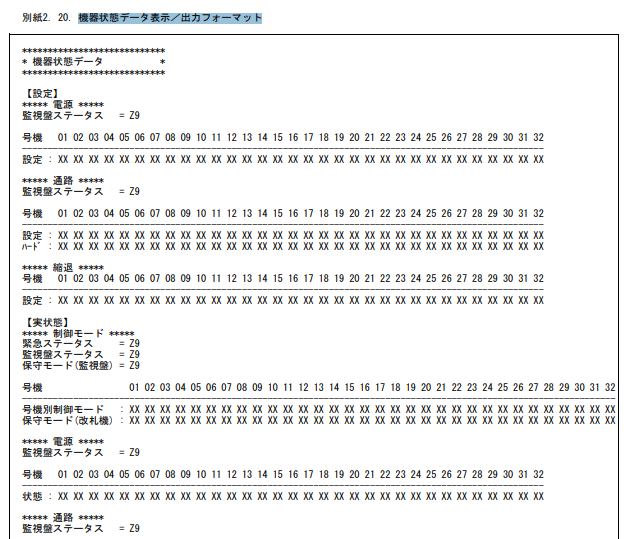 別紙2. 20. 機器状態データ表示／出力フォーマット
****************************
* 機器状態データ *
****************************
【設定】
***** 電源 *****
監視盤ステータス = Z9
号機 01 02 03 04 05 06 07 08 09 10 11 12 13 14 15 16 17 18 19 20 21 22 23 24 25 26 27 28 29 30 31 32
設定 : XX XX XX XX XX XX XX XX XX XX XX XX XX XX XX XX XX XX XX XX XX XX XX XX XX XX XX XX XX XX XX XX
***** 通路 *****
監視盤ステータス = Z9
号機 01 02 03 04 05 06 07 08 09 10 11 12 13 14 15 16 17 18 19 20 21 22 23 24 25 26 27 28 29 30 31 32
設定 : XX XX XX XX XX XX XX XX XX XX XX XX XX XX XX XX XX XX XX XX XX XX XX XX XX XX XX XX XX XX XX XX
ﾊｰﾄﾞ : XX XX XX XX XX XX XX XX XX XX XX XX XX XX XX XX XX XX XX XX XX XX XX XX XX XX XX XX XX XX XX XX
***** 縮退 *****
号機 01 02 03 04 05 06 07 08 09 10 11 12 13 14 15 16 17 18 19 20 21 22 23 24 25 26 27 28 29 30 31 32
設定 : XX XX XX XX XX XX XX XX XX XX XX XX XX XX XX XX XX XX XX XX XX XX XX XX XX XX XX XX XX XX XX XX
【実状態】
***** 制御モード *****
緊急ステータス = Z9
監視盤ステータス = Z9
保守モード(監視盤) = Z9
号機 01 02 03 04 05 06 07 08 09 10 11 12 13 14 15 16 17 18 19 20 21 22 23 24 25 26 27 28 29 30 31 32
号機別制御モード : XX XX XX XX XX XX XX XX XX XX XX XX XX XX XX XX XX XX XX XX XX XX XX XX XX XX XX XX XX XX XX XX
保守モード(改札機) : XX XX XX XX XX XX XX XX XX XX XX XX XX XX XX XX XX XX XX XX XX XX XX XX XX XX XX XX XX XX XX XX
***** 電源 *****
監視盤ステータス = Z9
号機 01 02 03 04 05 06 07 08 09 10 11 12 13 14 15 16 17 18 19 20 21 22 23 24 25 26 27 28 29 30 31 32
状態 : XX XX XX XX XX XX XX XX XX XX XX XX XX XX XX XX XX XX XX XX XX XX XX XX XX XX XX XX XX XX XX XX
***** 通路 *****
監視盤ステータス = Z9